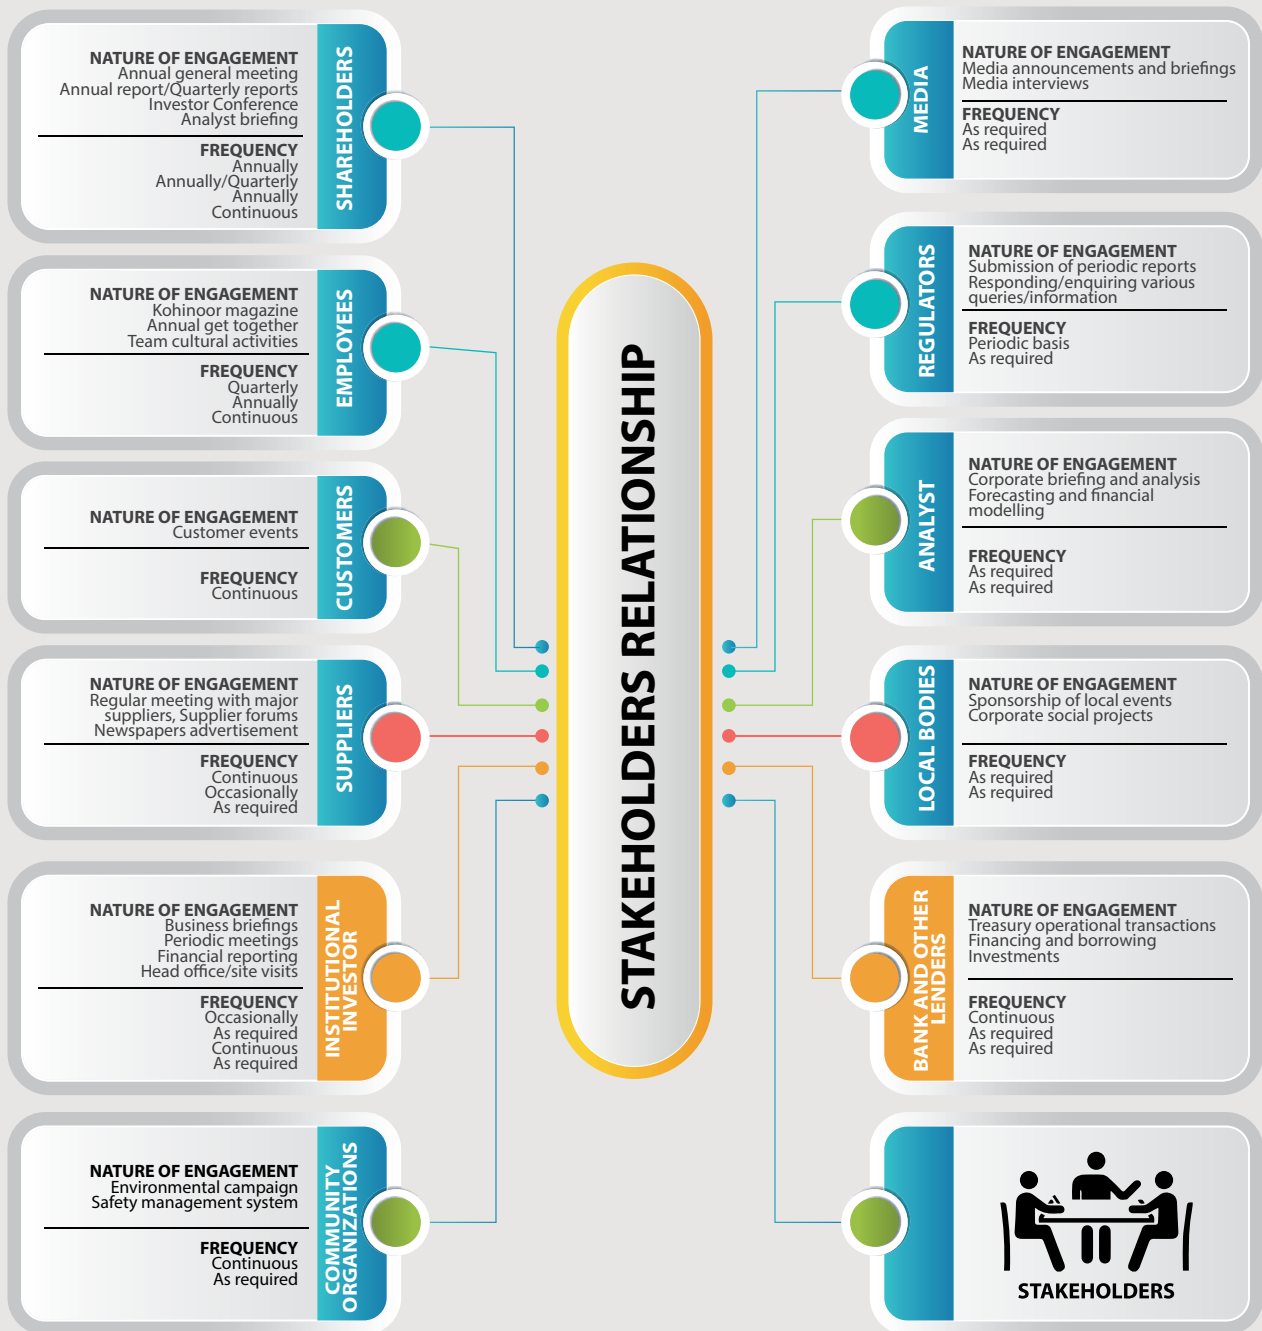 SHAREHOLDERS
NATURE OF ENGAGEMENT
Annual general meeting
Annual report/Quarterly reports
Investor Conference
Analyst briefing
FREQUENCY
Annually
Annually/Quarterly
Annually
Continuous
EMPLOYEES
NATURE OF ENGAGEMENT
Kohinoor magazine
Annual get together
Team cultural activities
FREQUENCY
Quarterly
Annually
Continuous
CUSTOMERS
NATURE OF ENGAGEMENT
Customer events
FREQUENCY
Continuous
SUPPLIERS
NATURE OF ENGAGEMENT
Regular meeting with major
suppliers, Supplier forums
Newspapers advertisement
FREQUENCY
Continuous
Occasionally
As required
INSTITUTIONAL
INVESTOR
NATURE OF ENGAGEMENT
Business briefings
Periodic meetings
Financial reporting
Head office/site visits
FREQUENCY
Occasionally
As required
Continuous
As required
COMMUNITY
ORGANIZATIONS
NATURE OF ENGAGEMENT
Environmental campaign
Safety management system
FREQUENCY
Continuous
As required
STAKEHOLDERS RELATIONSHIP
MEDIA
NATURE OF ENGAGEMENT
Media announcements and briefings
Media interviews
FREQUENCY
As required
As required
REGULATORS
NATURE OF ENGAGEMENT
Submission of periodic reports
Responding/enquiring various
queries/information
FREQUENCY
Periodic basis
As required
ANALYST
NATURE OF ENGAGEMENT
Corporate briefing and analysis
Forecasting and financial
modelling
FREQUENCY
As required
As required
LOCAL BODIES
NATURE OF ENGAGEMENT
Sponsorship of local events
Corporate social projects
FREQUENCY
As required
As required
BANK AND OTHER
LENDERS
NATURE OF ENGAGEMENT
Treasury operational transactions
Financing and borrowing
Investments
FREQUENCY
Continuous
As required
As required
STAKEHOLDERS